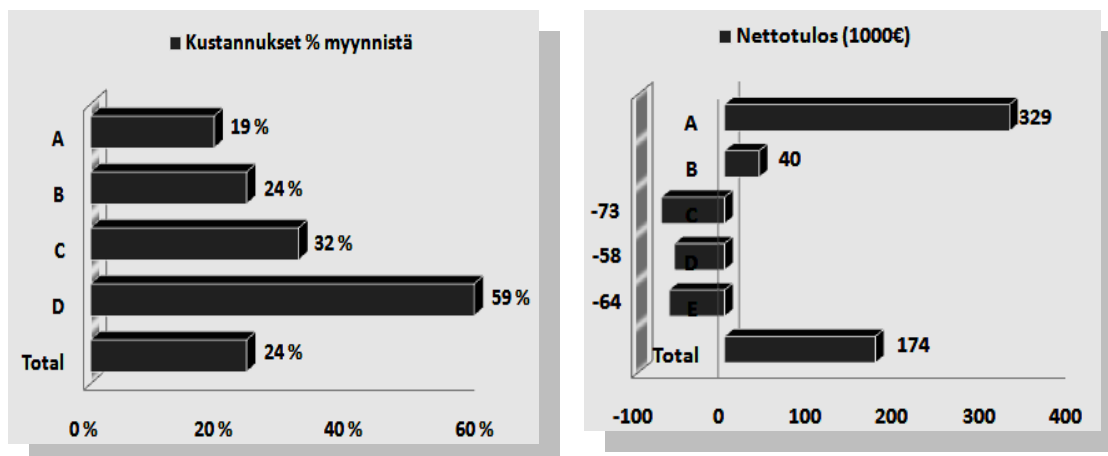 Kustannukset % myynnistä
A 19 %
B 24 %
C 32 %
D 59 %
Total 24 %
0 % 20 % 40 % 60 %
Nettotulos (1000€)
A 329
B 40
-73 C
-58 D
-64 E
Total 174
-100 0 100 200 300 400